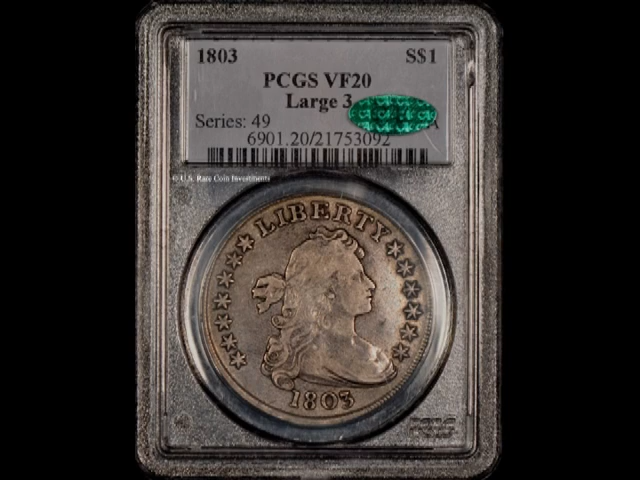 1803 S$1
PCGS VF20
Large 3
Series: 49
6901.20/21753092
© U.S. Rare Coin Investments
LIBERTY
1803